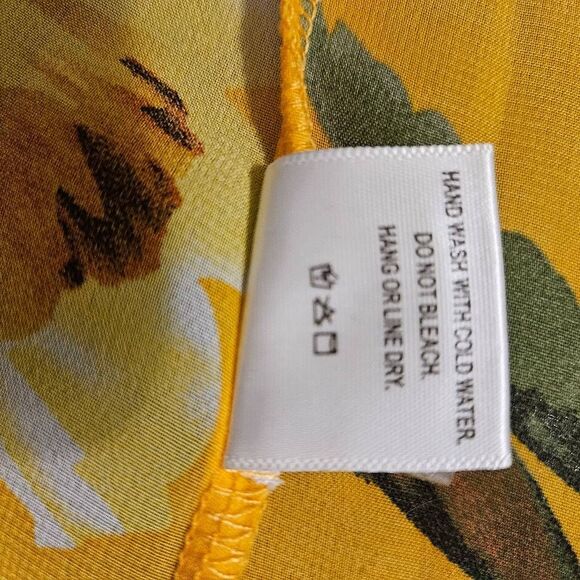 HAND WASH WITH COLD WATER.
DO NOT BLEACH.
HANG OR LINE DRY.